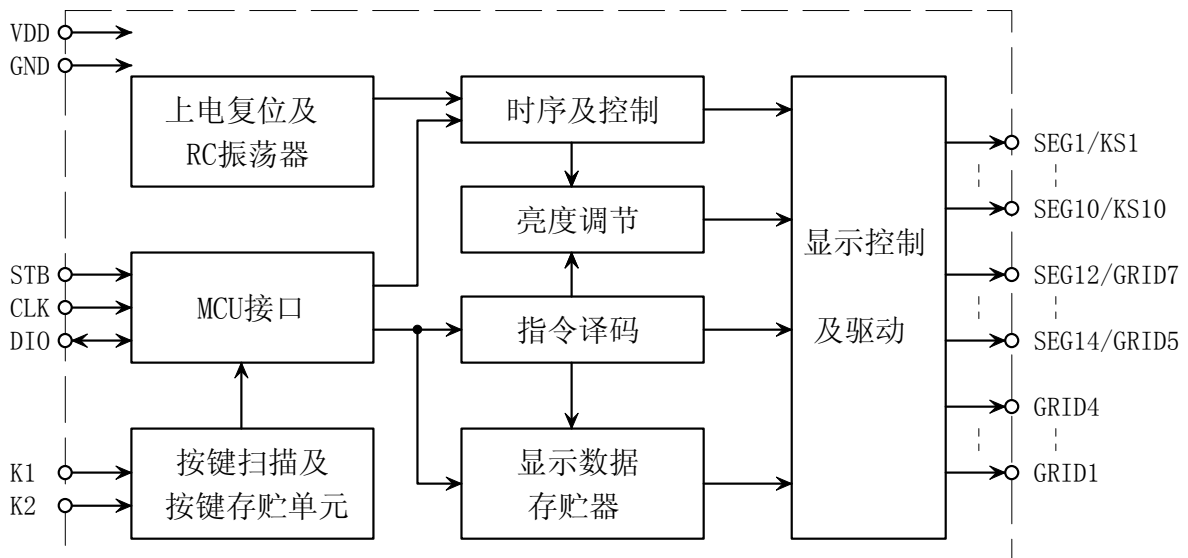 VDD
GND
上电复位及
RC振荡器
时序及控制
SEG1/KS1
亮度调节
SEG10/KS10
显示控制
及驱动
STB
CLK
DIO
MCU接口
指令译码
SEG12/GRID7
SEG14/GRID5
GRID4
K1
K2
按键扫描及
按键存贮单元
显示数据
存贮器
GRID1